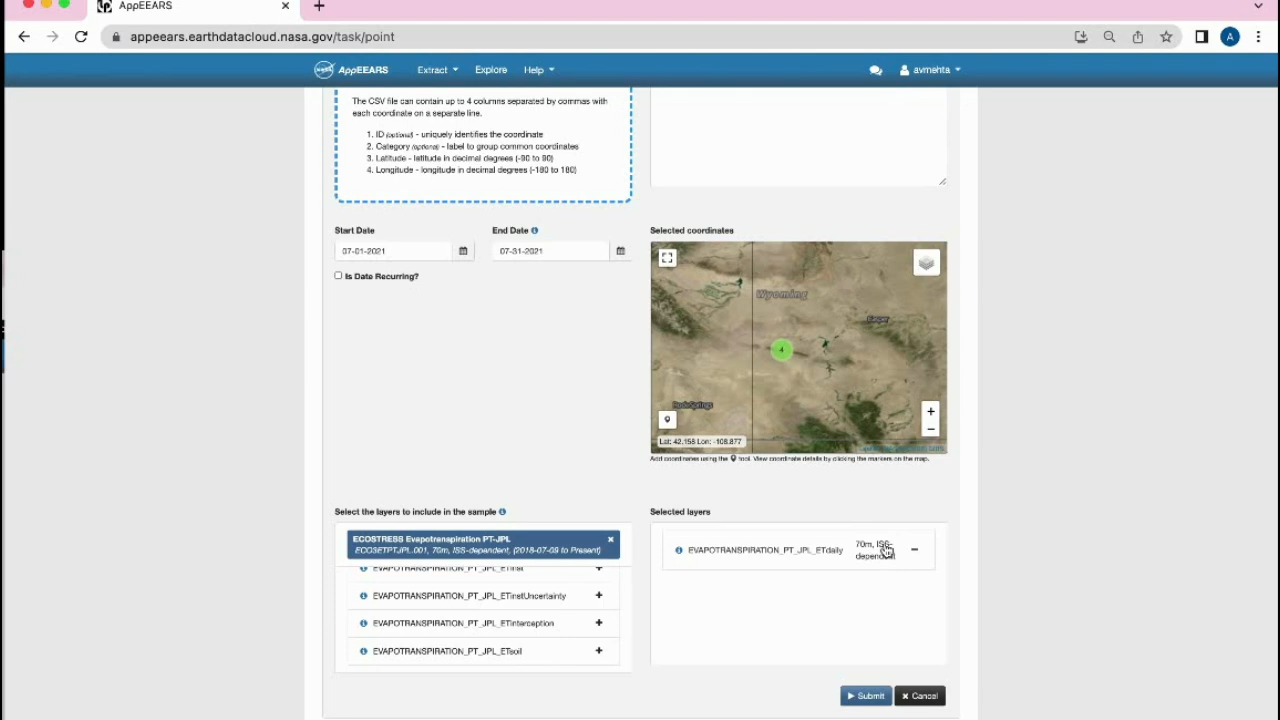 AppEEARS
appeears.earthdatacloud.nasa.gov/task/point
A
AppEEARS Extract Explore Help avmehta
The CSV file can contain up to 4 columns separated by commas with
each coordinate on a separate line.
1. ID (optional) - uniquely identifies the coordinate
2. Category (optional) - label to group common coordinates
3. Latitude - latitude in decimal degrees (-90 to 90)
4. Longitude - longitude in decimal degrees (-180 to 180)
Start Date End Date
07-01-2021 07-31-2021
Is Date Recurring?
Selected coordinates
Wyoming
Casper
4
Rock Springs
+
−
Lat: 42.158 Lon: -108.877
Add coordinates using the tool. View coordinate details by clicking the markers on the map.
Select the layers to include in the sample
ECOSTRESS Evapotranspiration PT-JPL
ECO3ETPTJPL.001, 70m, ISS-dependent, (2018-07-09 to Present)
EVAPOTRANSPIRATION_PT_JPL_ETinst
EVAPOTRANSPIRATION_PT_JPL_ETinstUncertainty
EVAPOTRANSPIRATION_PT_JPL_ETinterception
EVAPOTRANSPIRATION_PT_JPL_ETsoil
Selected layers
EVAPOTRANSPIRATION_PT_JPL_ETdaily
70m, ISS-
dependent
Submit Cancel